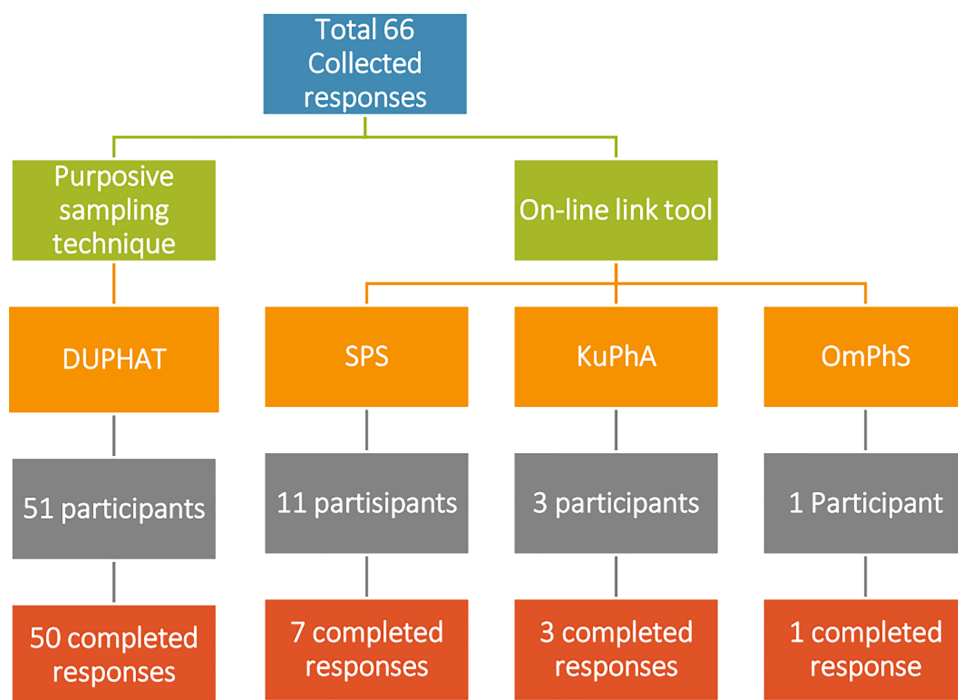 Total 66
Collected
responses
Purposive
sampling
technique
On-line link tool
DUPHAT
SPS
KuPhA
OmPhS
51 participants
11 partisipants
3 participants
1 Participant
50 completed
responses
7 completed
responses
3 completed
responses
1 completed
response